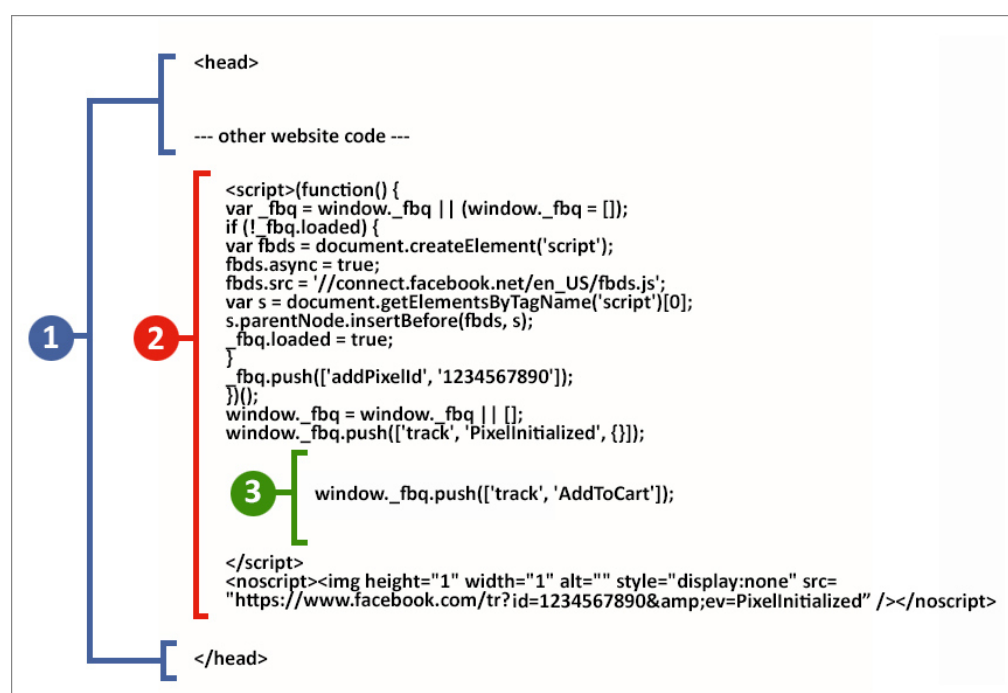 <head>
--- other website code ---
<script>(function() {
var _fbq = window._fbq || (window._fbq = []);
if (!_fbq.loaded) {
var fbds = document.createElement('script');
fbds.async = true;
fbds.src = '//connect.facebook.net/en_US/fbds.js';
var s = document.getElementsByTagName('script')[0];
1
2
s.parentNode.insertBefore(fbds, s);
_fbq.loaded = true;
}
_fbq.push(['addPixelId', '1234567890']);
})();
window._fbq = window._fbq || [];
window._fbq.push(['track', 'PixelInitialized', {}]);
3
window._fbq.push(['track', 'AddToCart']);
</script>
<noscript><img height="1" width="1" alt="" style="display:none" src=
"https://www.facebook.com/tr?id=1234567890&amp;ev=PixelInitialized” /></noscript>
</head>